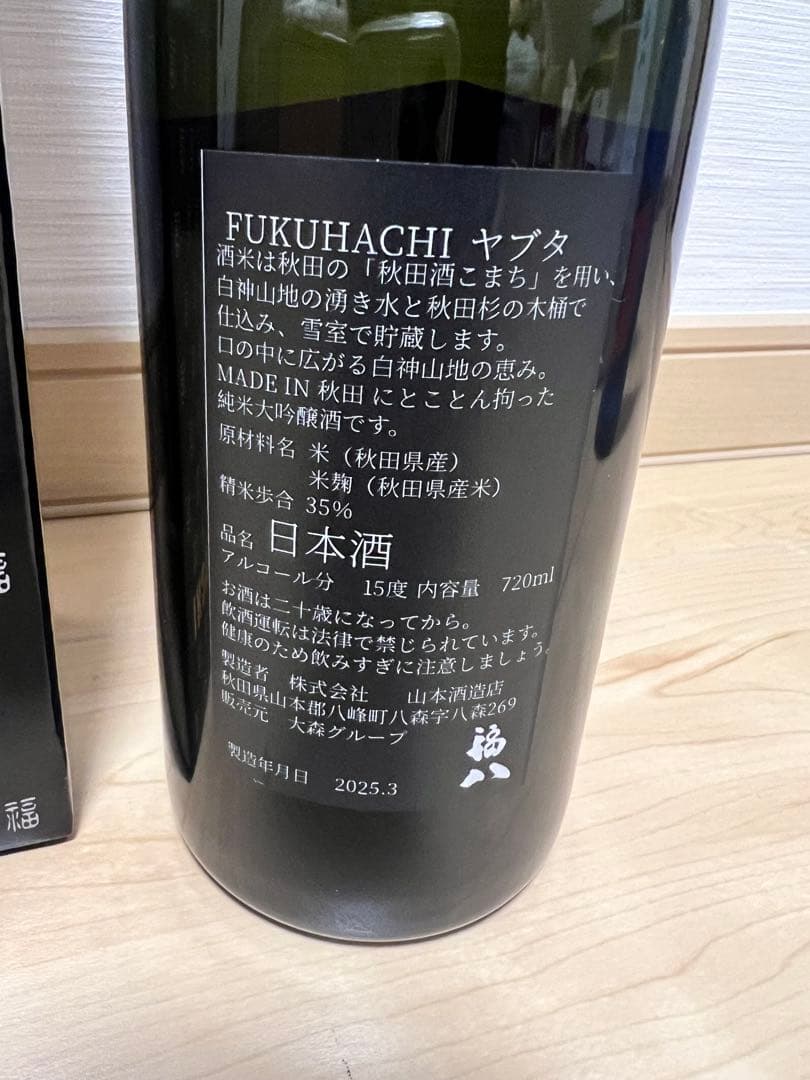 FUKUHACHI ヤブタ
酒米は秋田の「秋田酒こまち」を用い、
白神山地の湧き水と秋田杉の木桶で
仕込み、雪室で貯蔵します。
口の中に広がる白神山地の恵み。
MADE IN 秋田 にとことん拘った
純米大吟醸酒です。
原材料名 米（秋田県産）
米麹（秋田県産米）
精米歩合 35%
品名 日本酒
アルコール分 15度 内容量 720ml
お酒は二十歳になってから。
飲酒運転は法律で禁じられています。
健康のため飲みすぎに注意しましょう。
製造者 株式会社 山本酒造店
秋田県山本郡八峰町八森字八森269
販売元 大森グループ
福八
製造年月日 2025.3
福